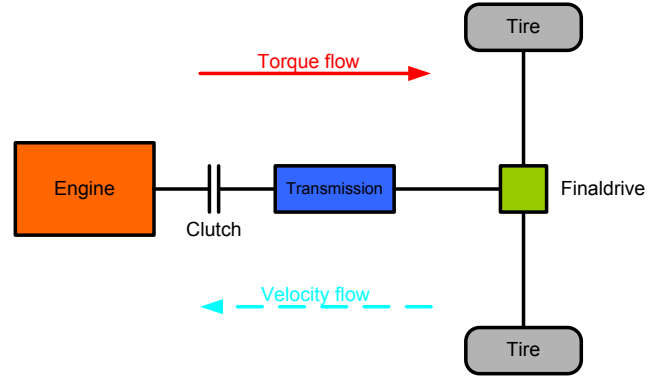 Tire
Torque flow
Engine
Transmission
Finaldrive
Clutch
Velocity flow
Tire